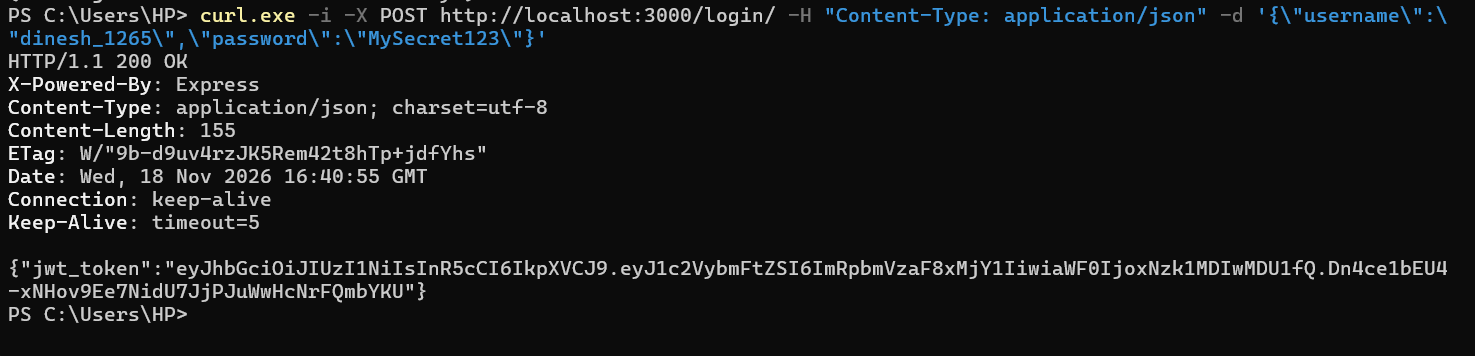 PS C:\Users\HP> curl.exe -i -X POST http://localhost:3000/login/ -H "Content-Type: application/json" -d '{\"username\":\
"dinesh_1265\",\"password\":\"MySecret123\"}'
HTTP/1.1 200 OK
X-Powered-By: Express
Content-Type: application/json; charset=utf-8
Content-Length: 155
ETag: W/"9b-d9uv4rzJK5Rem42t8hTp+jdfYhs"
Date: Wed, 18 Nov 2026 16:40:55 GMT
Connection: keep-alive
Keep-Alive: timeout=5

{"jwt_token":"eyJhbGciOiJIUzI1NiIsInR5cCI6IkpXVCJ9.eyJ1c2VybmFtZSI6ImRpbmVzaF8xMjY1IiwiaWF0IjoxNzk1MDIwMDU1fQ.Dn4ce1bEU4
-xNHov9Ee7NidU7JjPJuWwHcNrFQmbYKU"}
PS C:\Users\HP>